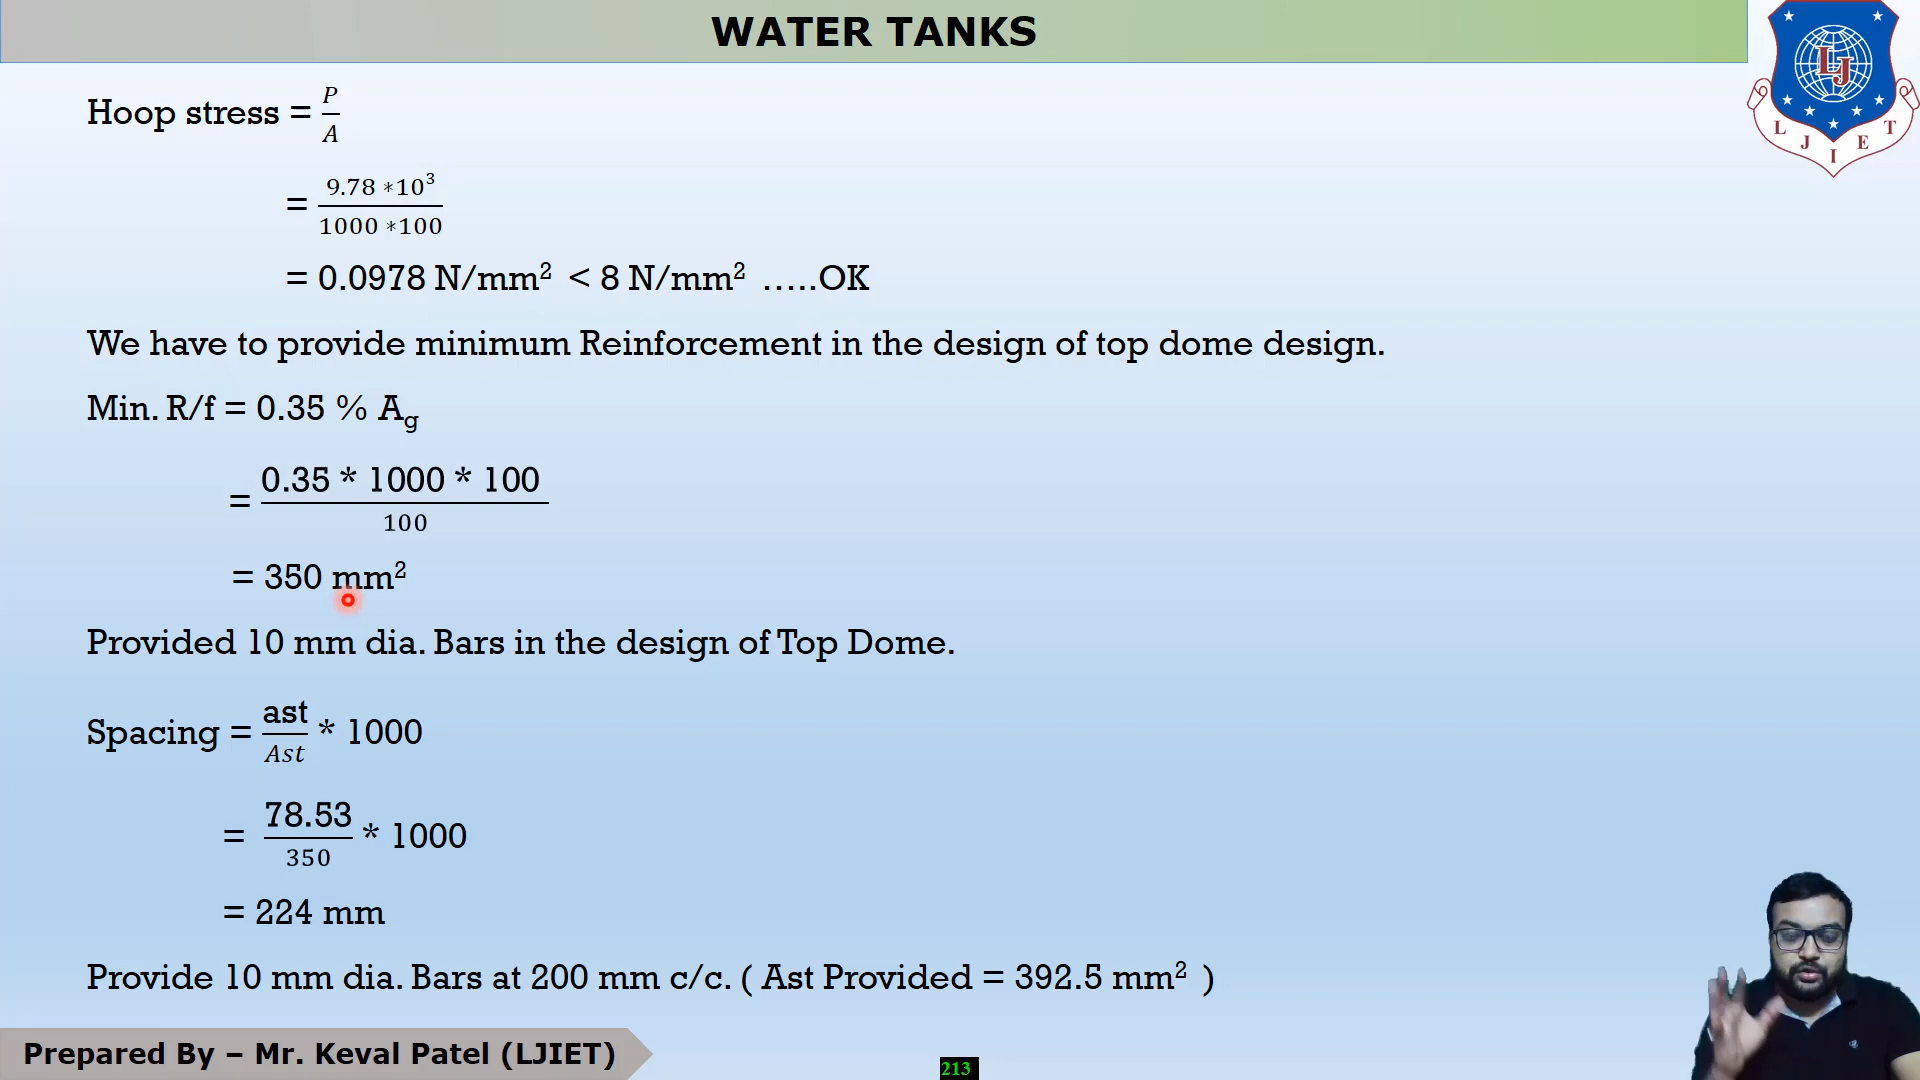 WATER TANKS
Hoop stress = P/A
= 9.78 *10³ / 1000 *100
= 0.0978 N/mm² < 8 N/mm² …..OK
We have to provide minimum Reinforcement in the design of top dome design.
Min. R/f = 0.35 % Ag
= 0.35 * 1000 * 100 / 100
= 350 mm²
Provided 10 mm dia. Bars in the design of Top Dome.
Spacing = ast/Ast * 1000
= 78.53/350 * 1000
= 224 mm
Provide 10 mm dia. Bars at 200 mm c/c. ( Ast Provided = 392.5 mm² )
Prepared By – Mr. Keval Patel (LJIET)
213
LJ
L J I E T